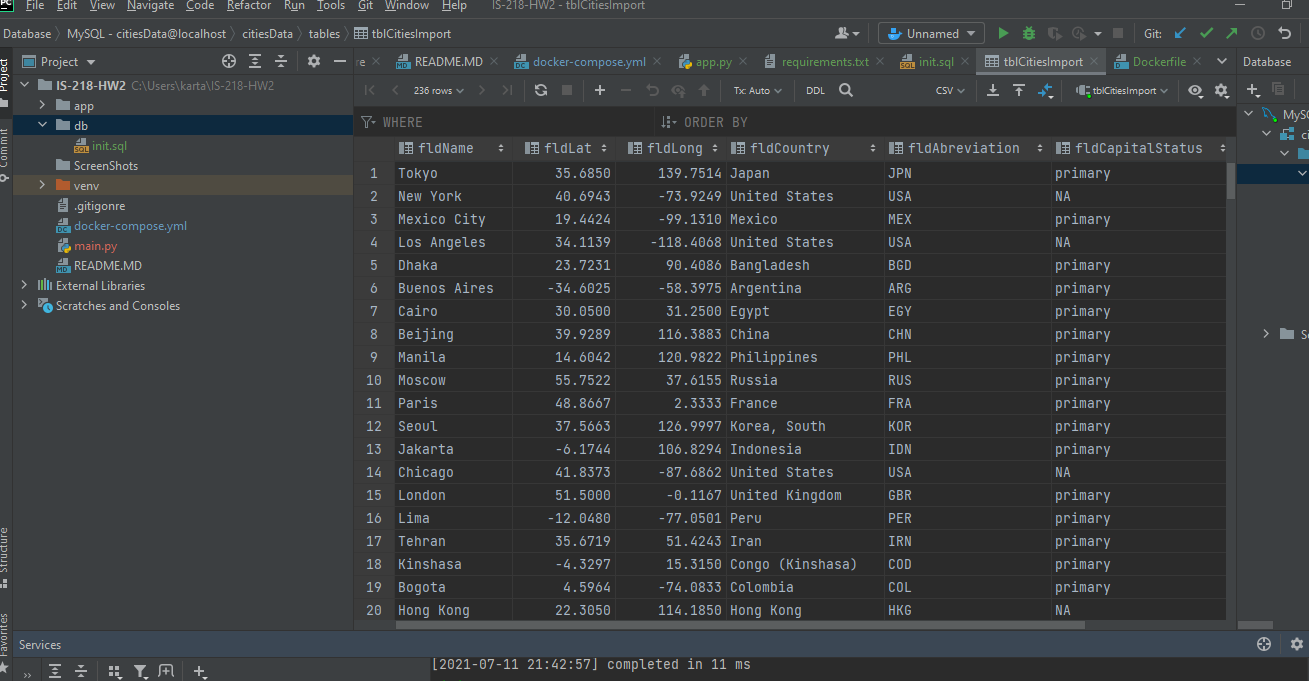 File Edit View Navigate Code Refactor Run Tools Git Window Help IS-218-HW2 - tblCitiesImport
Database MySQL - citiesData@localhost citiesData tables tblCitiesImport Unnamed Git:
Project README.MD docker-compose.yml app.py requirements.txt init.sql tblCitiesImport Dockerfile Database
IS-218-HW2 C:\Users\karta\IS-218-HW2
app
db
init.sql
ScreenShots
venv
.gitigonre
docker-compose.yml
main.py
README.MD
External Libraries
Scratches and Consoles
Project
Commit
Structure
Favorites
236 rows Tx: Auto DDL CSV tblCitiesImport
WHERE ORDER BY
fldName fldLat fldLong fldCountry fldAbreviation fldCapitalStatus
1 Tokyo 35.6850 139.7514 Japan JPN primary
2 New York 40.6943 -73.9249 United States USA NA
3 Mexico City 19.4424 -99.1310 Mexico MEX primary
4 Los Angeles 34.1139 -118.4068 United States USA NA
5 Dhaka 23.7231 90.4086 Bangladesh BGD primary
6 Buenos Aires -34.6025 -58.3975 Argentina ARG primary
7 Cairo 30.0500 31.2500 Egypt EGY primary
8 Beijing 39.9289 116.3883 China CHN primary
9 Manila 14.6042 120.9822 Philippines PHL primary
10 Moscow 55.7522 37.6155 Russia RUS primary
11 Paris 48.8667 2.3333 France FRA primary
12 Seoul 37.5663 126.9997 Korea, South KOR primary
13 Jakarta -6.1744 106.8294 Indonesia IDN primary
14 Chicago 41.8373 -87.6862 United States USA NA
15 London 51.5000 -0.1167 United Kingdom GBR primary
16 Lima -12.0480 -77.0501 Peru PER primary
17 Tehran 35.6719 51.4243 Iran IRN primary
18 Kinshasa -4.3297 15.3150 Congo (Kinshasa) COD primary
19 Bogota 4.5964 -74.0833 Colombia COL primary
20 Hong Kong 22.3050 114.1850 Hong Kong HKG NA
Services
[2021-07-11 21:42:57] completed in 11 ms